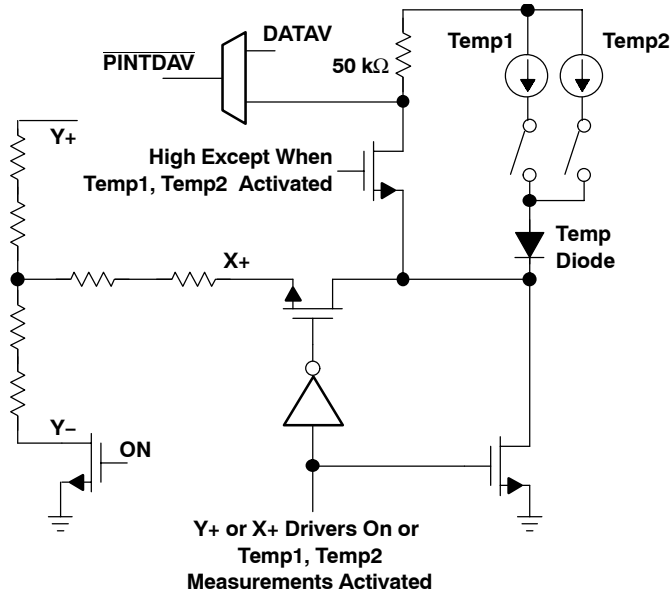 DATAV
PINTDAV
50 kΩ
Temp1
Temp2
Y+
High Except When
Temp1, Temp2 Activated
Temp
Diode
X+
Y−
ON
Y+ or X+ Drivers On or
Temp1, Temp2
Measurements Activated